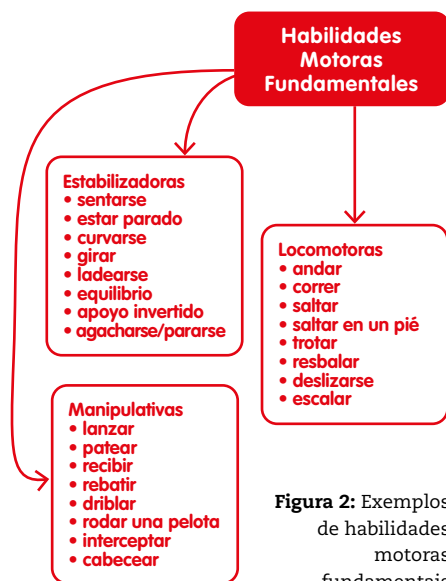 Habilidades
Motoras
Fundamentales
Estabilizadoras
• sentarse
• estar parado
• curvarse
• girar
• ladearse
• equilibrio
• apoyo invertido
• agacharse/pararse
Locomotoras
• andar
• correr
• saltar
• saltar en un pié
• trotar
• resbalar
• deslizarse
• escalar
Manipulativas
• lanzar
• patear
• recibir
• rebatir
• driblar
• rodar una pelota
• interceptar
• cabecear
Figura 2: Exemplos
de habilidades
motoras
fundamentais